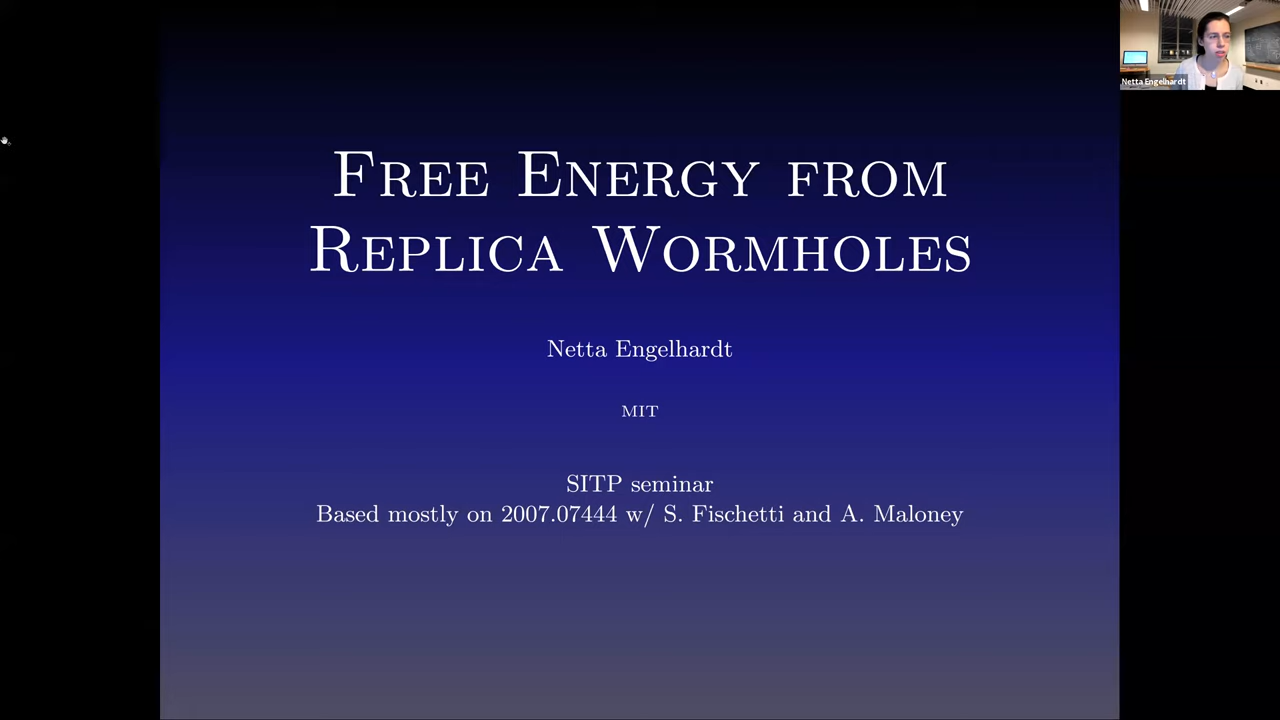 Netta Engelhardt
FREE ENERGY FROM
REPLICA WORMHOLES
Netta Engelhardt
MIT
SITP seminar
Based mostly on 2007.07444 w/ S. Fischetti and A. Maloney